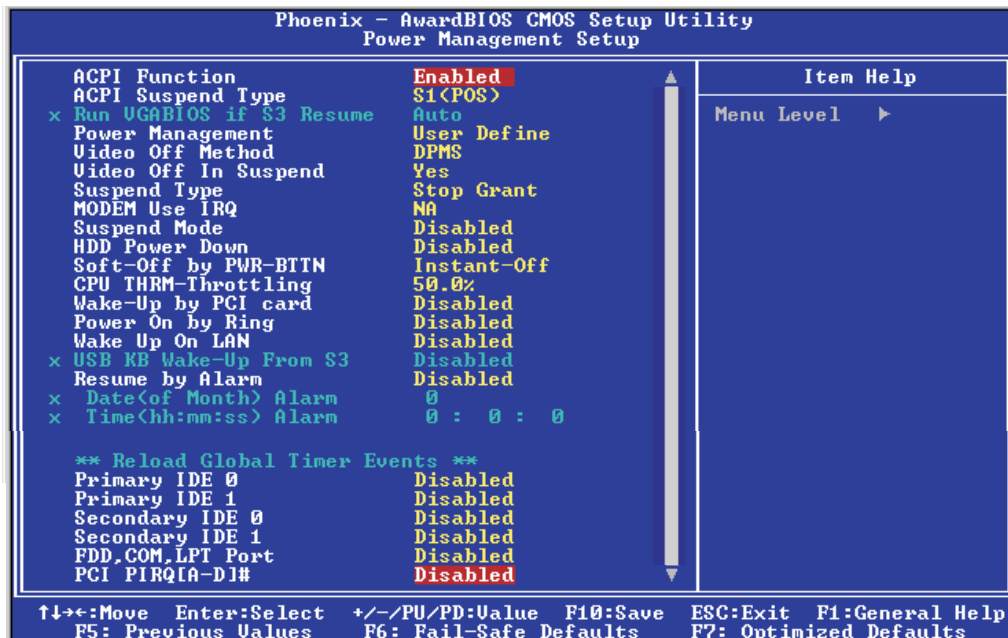 Phoenix - AwardBIOS CMOS Setup Utility
Power Management Setup
ACPI Function Enabled
ACPI Suspend Type S1(POS)
x Run VGABIOS if S3 Resume Auto
Power Management User Define
Video Off Method DPMS
Video Off In Suspend Yes
Suspend Type Stop Grant
MODEM Use IRQ NA
Suspend Mode Disabled
HDD Power Down Disabled
Soft-Off by PWR-BTTN Instant-Off
CPU THRM-Throttling 50.0%
Wake-Up by PCI card Disabled
Power On by Ring Disabled
Wake Up On LAN Disabled
x USB KB Wake-Up From S3 Disabled
Resume by Alarm Disabled
x Date(of Month) Alarm 0
x Time(hh:mm:ss) Alarm 0 : 0 : 0
** Reload Global Timer Events **
Primary IDE 0 Disabled
Primary IDE 1 Disabled
Secondary IDE 0 Disabled
Secondary IDE 1 Disabled
FDD,COM,LPT Port Disabled
PCI PIRQ[A-D]# Disabled
Item Help
Menu Level ►
↑↓→←:Move Enter:Select +/-/PU/PD:Value F10:Save ESC:Exit F1:General Help
F5: Previous Values F6: Fail-Safe Defaults F7: Optimized Defaults